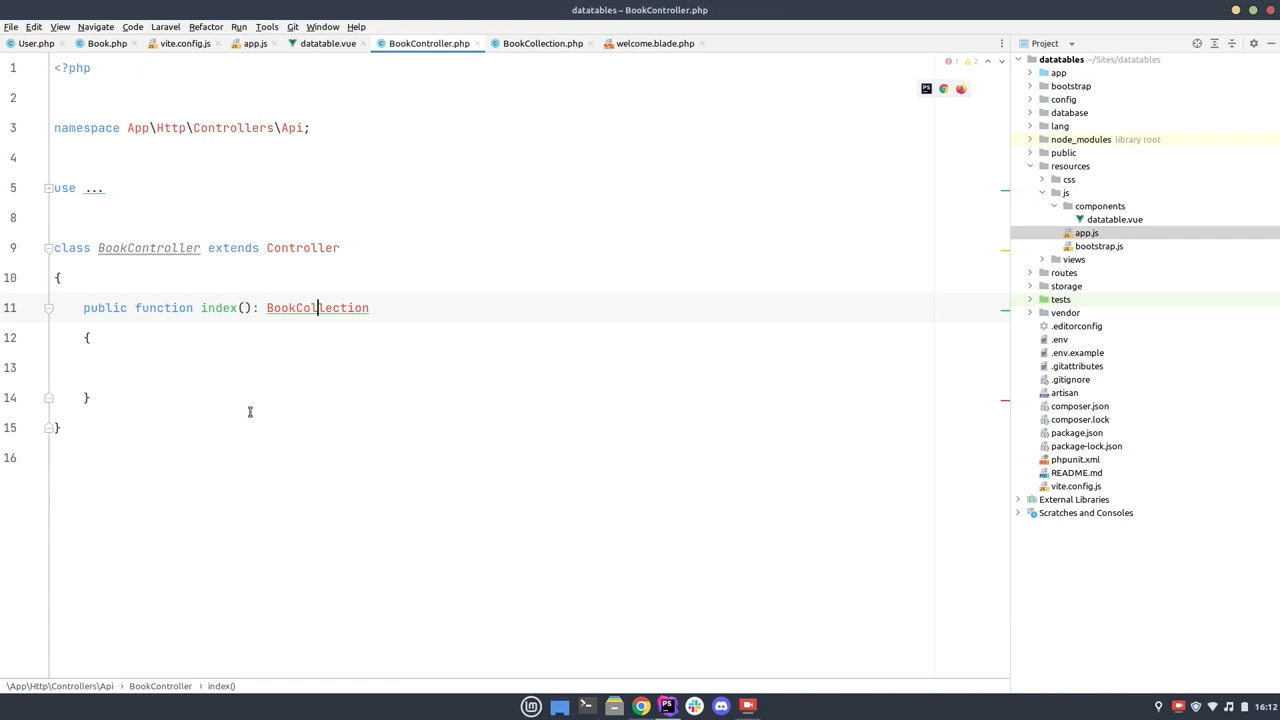 datatables – BookController.php
File Edit View Navigate Code Laravel Refactor Run Tools Git Window Help
User.php Book.php vite.config.js app.js datatable.vue BookController.php BookCollection.php welcome.blade.php
1 <?php
2
3 namespace App\Http\Controllers\Api;
4
5 use ...
8
9 class BookController extends Controller
10 {
11 public function index(): BookCollection
12 {
13
14 }
15 }
16
1 2
Project
datatables ~/Sites/datatables
app
bootstrap
config
database
lang
node_modules library root
public
resources
css
js
components
datatable.vue
app.js
bootstrap.js
views
routes
storage
tests
vendor
.editorconfig
.env
.env.example
.gitattributes
.gitignore
artisan
composer.json
composer.lock
package.json
package-lock.json
phpunit.xml
README.md
vite.config.js
External Libraries
Scratches and Consoles
\App\Http\Controllers\Api BookController index()
16:12